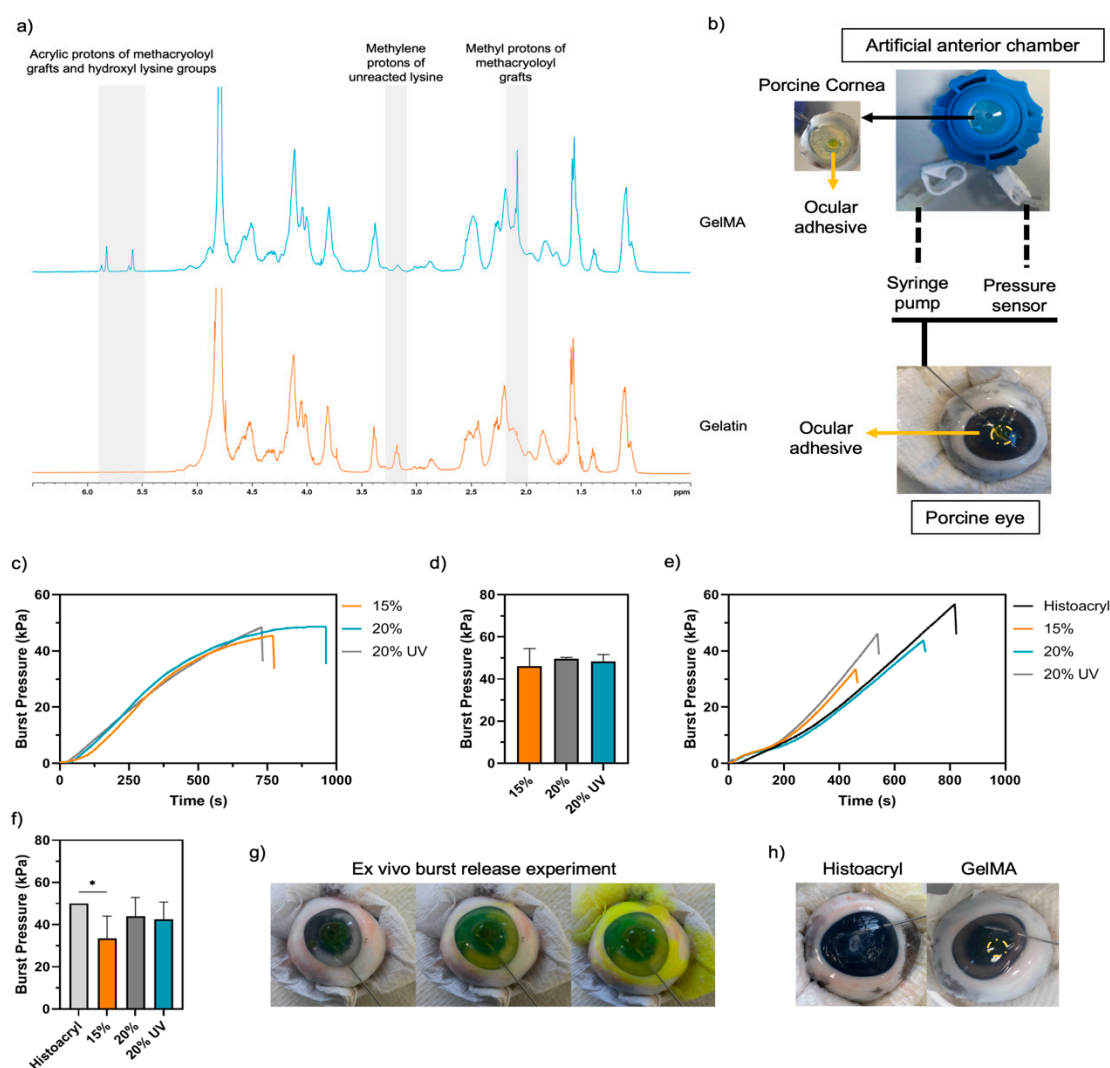 a)
Acrylic protons of methacryoloyl
grafts and hydroxyl lysine groups
Methylene
protons of
unreacted lysine
Methyl protons of
methacryoloyl
grafts
GelMA
Gelatin
6.0 5.5 5.0 4.5 4.0 3.5 3.0 2.5 2.0 1.5 1.0 ppm
b)
Artificial anterior chamber
Porcine Cornea
Ocular
adhesive
Syringe
pump
Pressure
sensor
Ocular
adhesive
Porcine eye
c)
Burst Pressure (kPa)
80
60
40
20
0
0 250 500 750 1000
Time (s)
15%
20%
20% UV
d)
Burst Pressure (kPa)
80
60
40
20
0
15% 20% 20% UV
e)
Burst Pressure (kPa)
80
60
40
20
0
0 200 400 600 800 1000
Time (s)
Histoacryl
15%
20%
20% UV
f)
Burst Pressure (kPa)
80
60
40
20
0
*
Histoacryl 15% 20% 20% UV
g)
Ex vivo burst release experiment
h)
Histoacryl GelMA